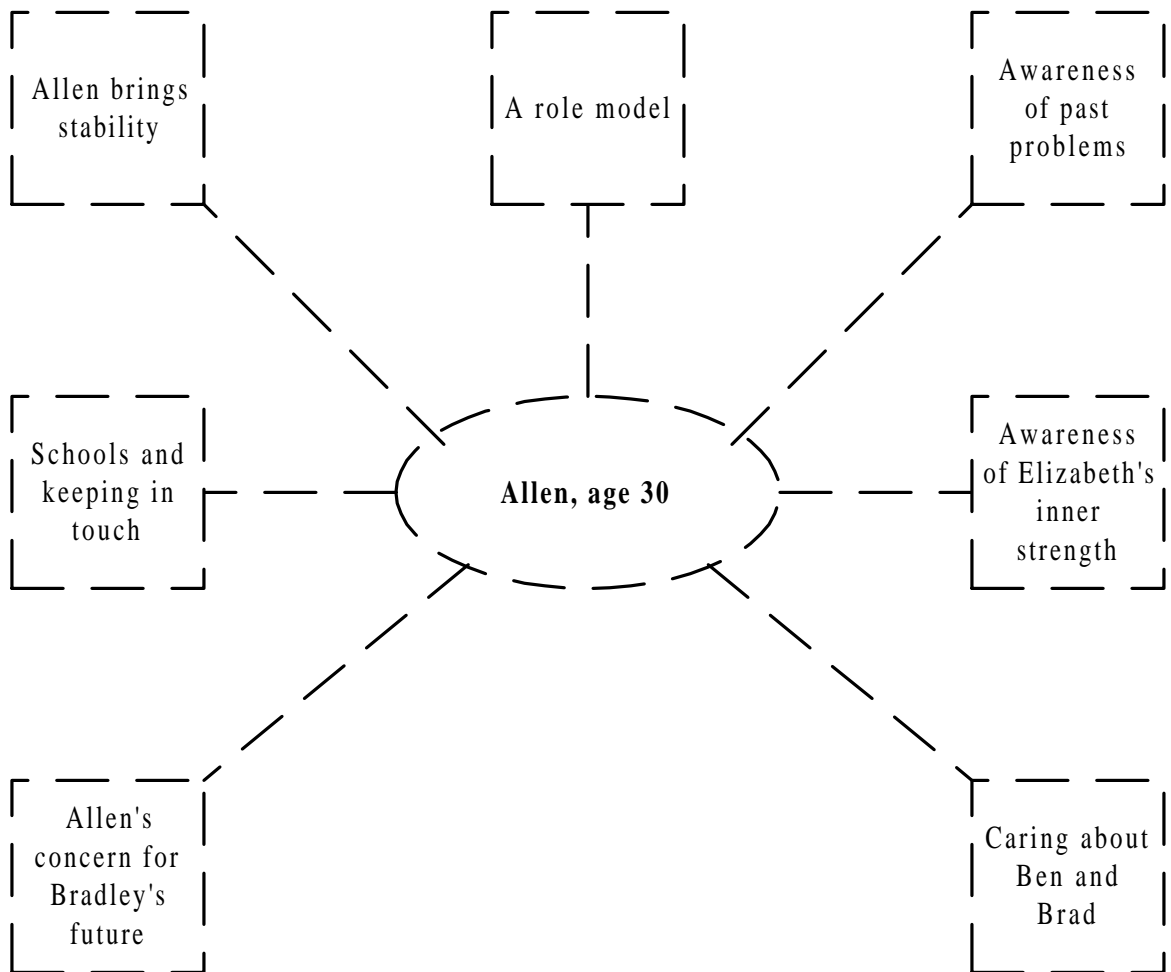 Allen brings
stability
A role model
Awareness
of past
problems
Schools and
keeping in
touch
Allen, age 30
Awareness
of Elizabeth's
inner
strength
Allen's
concern for
Bradley's
future
Caring about
Ben and
Brad